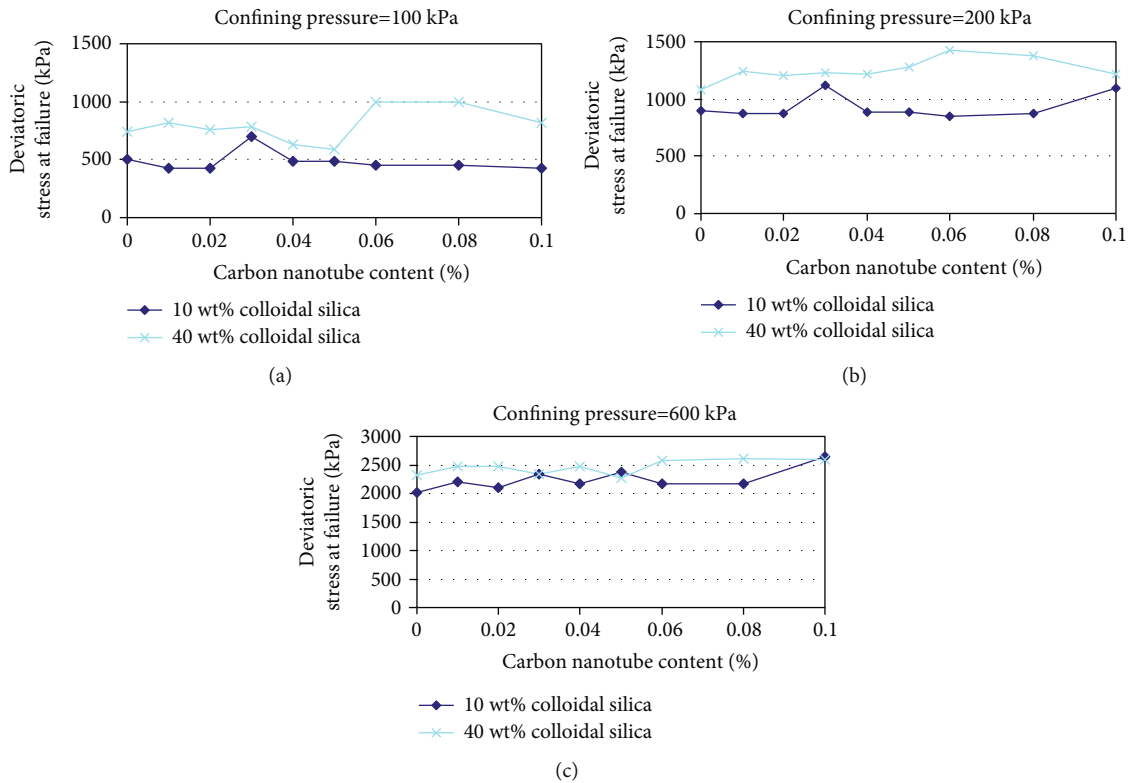 Confining pressure=100 kPa
Deviatoric
stress at failure (kPa)
1500
1000
500
0
0 0.02 0.04 0.06 0.08 0.1
Carbon nanotube content (%)
10 wt% colloidal silica
40 wt% colloidal silica
(a)
Confining pressure=200 kPa
Deviatoric
stress at failure (kPa)
1500
1000
500
0
0 0.02 0.04 0.06 0.08 0.1
Carbon nanotube content (%)
10 wt% colloidal silica
40 wt% colloidal silica
(b)
Confining pressure=600 kPa
Deviatoric
stress at failure (kPa)
3000
2500
2000
1500
1000
500
0
0 0.02 0.04 0.06 0.08 0.1
Carbon nanotube content (%)
10 wt% colloidal silica
40 wt% colloidal silica
(c)